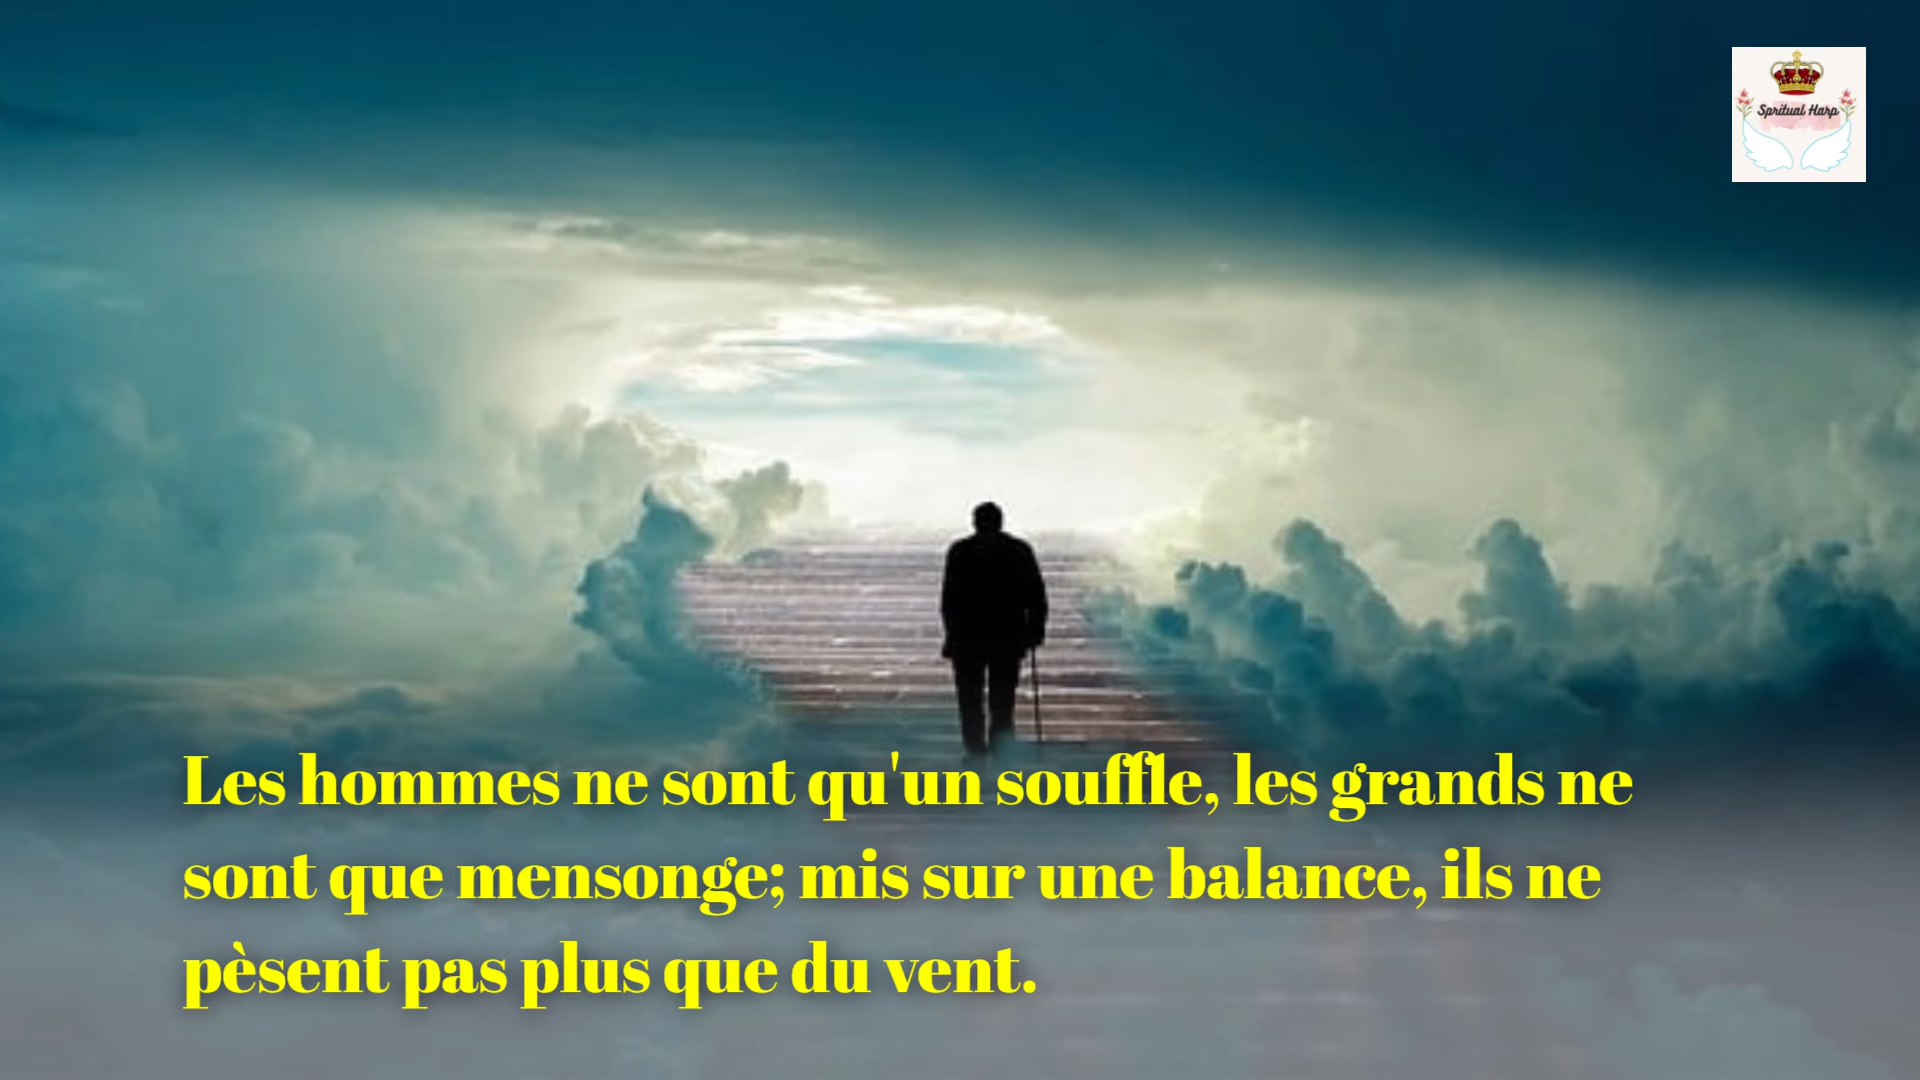 Spritual Harp
Les hommes ne sont qu'un souffle, les grands ne
sont que mensonge; mis sur une balance, ils ne
pèsent pas plus que du vent.